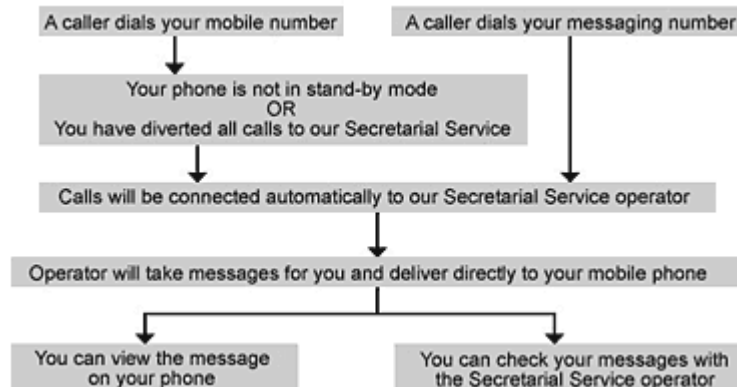 A caller dials your mobile number
A caller dials your messaging number
Your phone is not in stand-by mode
OR
You have diverted all calls to our Secretarial Service
Calls will be connected automatically to our Secretarial Service operator
Operator will take messages for you and deliver directly to your mobile phone
You can view the message
on your phone
You can check your messages with
the Secretarial Service operator